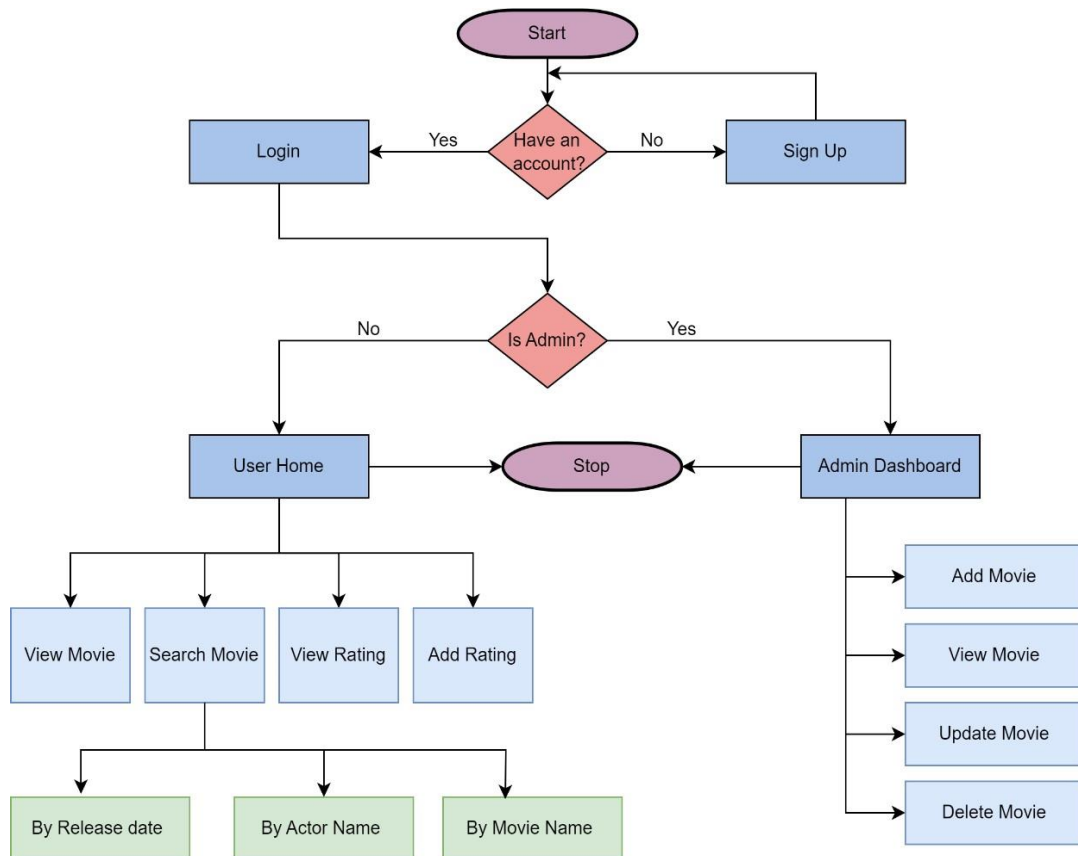 Start
Login
Yes
Have an
account?
No
Sign Up
No
Is Admin?
Yes
User Home
Stop
Admin Dashboard
Add Movie
View Movie
Search Movie
View Rating
Add Rating
View Movie
Update Movie
By Release date
By Actor Name
By Movie Name
Delete Movie